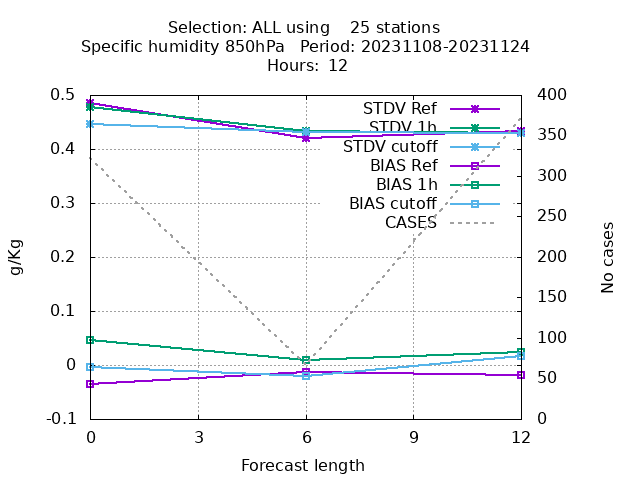 Selection: ALL using    25 stations
Specific humidity 850hPa   Period: 20231108-20231124
Hours: 12
0.5
0.4
0.3
0.2
0.1
0
-0.1
g/Kg
STDV Ref
STDV 1h
STDV cutoff
BIAS Ref
BIAS 1h
BIAS cutoff
CASES
400
350
300
250
200
150
100
50
0
No cases
0 3 6 9 12
Forecast length